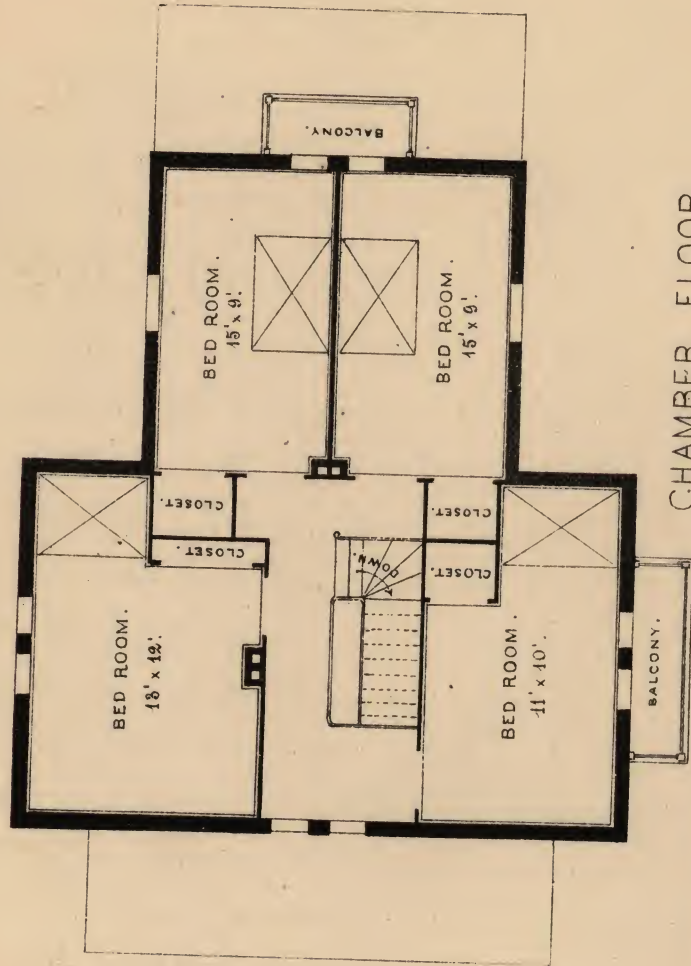 BALCONY.
BED ROOM.
15' x 9'.
BED ROOM.
15' x 9'.
CLOSET.
CLOSET.
CLOSET.
CLOSET.
DOWN.
BED ROOM.
13' x 12'.
BED ROOM.
11' x 10'.
BALCONY.
CHAMBER FLOOR